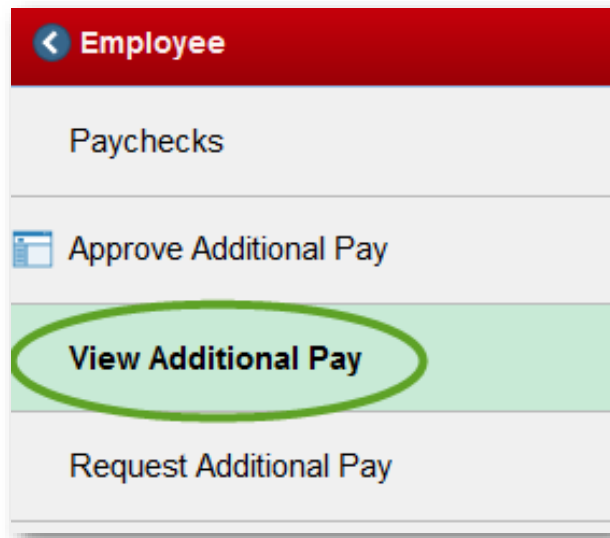 Employee
Paychecks
Approve Additional Pay
View Additional Pay
Request Additional Pay